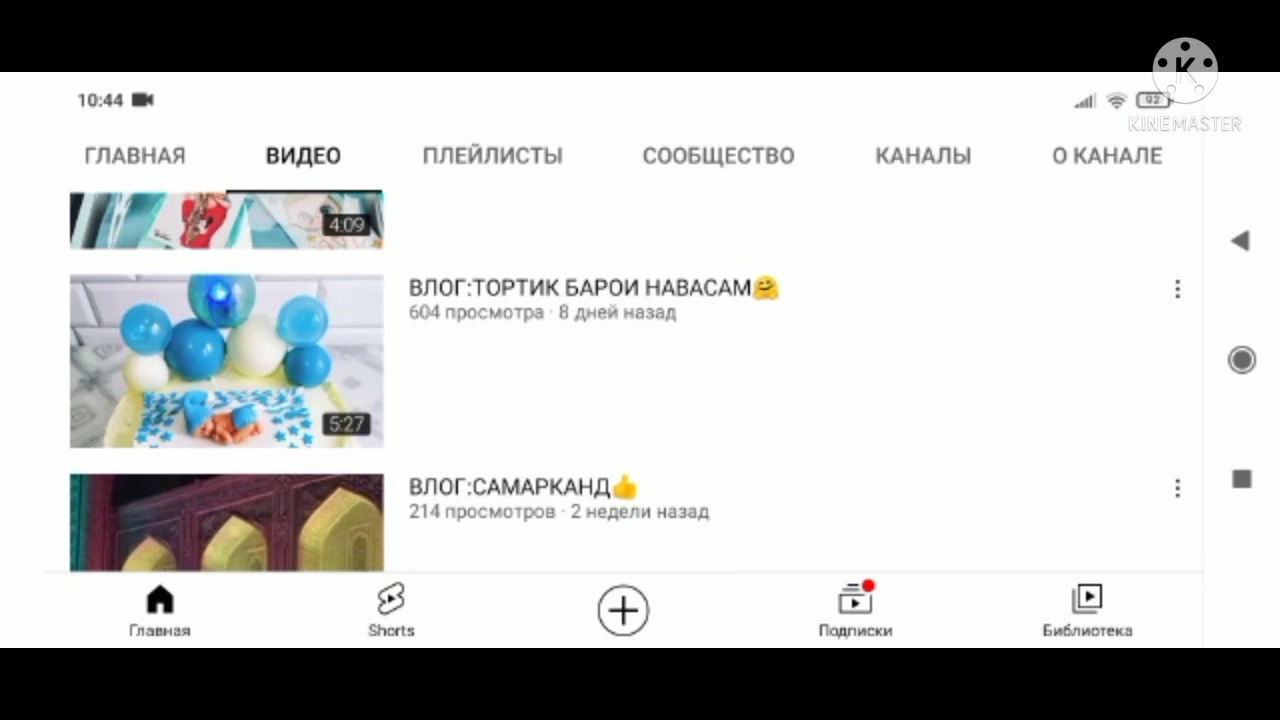 10:44
92
KINEMASTER
ГЛАВНАЯ ВИДЕО ПЛЕЙЛИСТЫ СООБЩЕСТВО КАНАЛЫ О КАНАЛЕ
4:09
ВЛОГ:ТОРТИК БАРОИ НАВАСАМ🤗
604 просмотра · 8 дней назад
5:27
ВЛОГ:САМАРКАНД👍
214 просмотров · 2 недели назад
Главная Shorts Подписки Библиотека